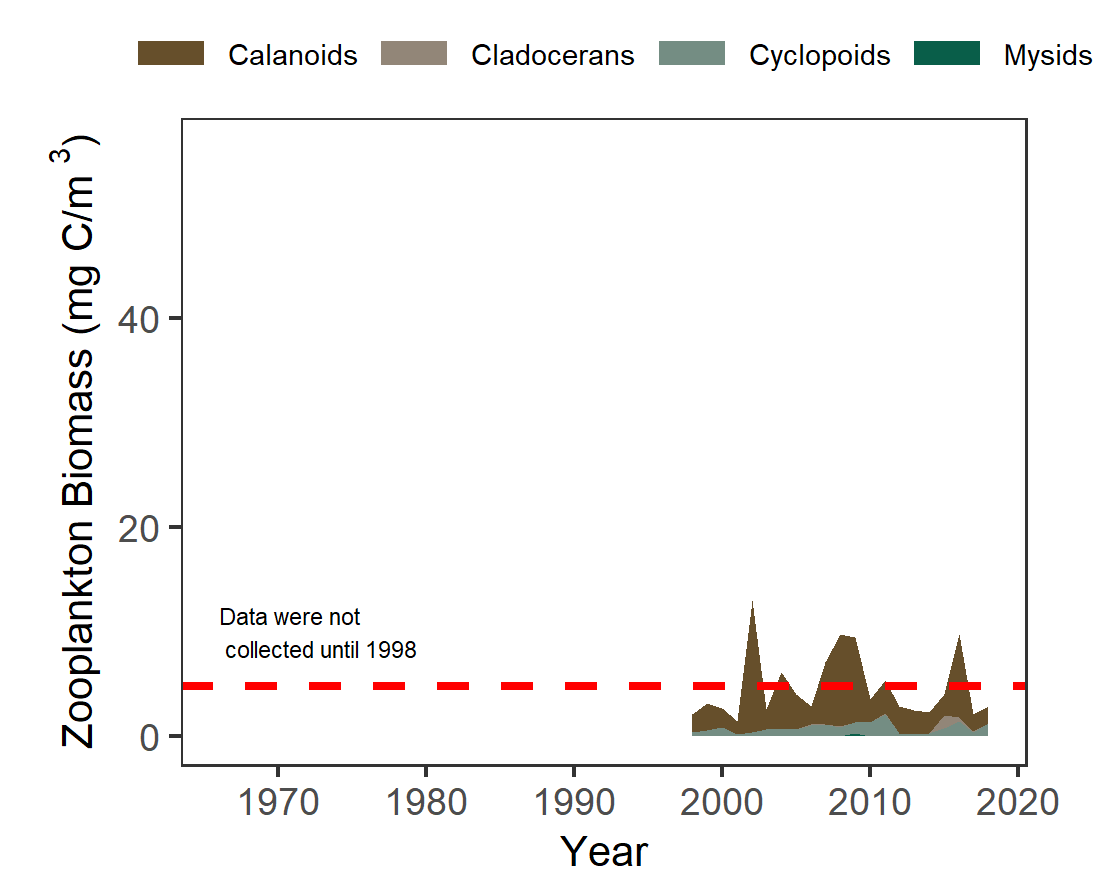 Calanoids Cladocerans Cyclopoids Mysids
Zooplankton Biomass (mg C/m ³)
40
20
0
Data were not
collected until 1998
1970 1980 1990 2000 2010 2020
Year